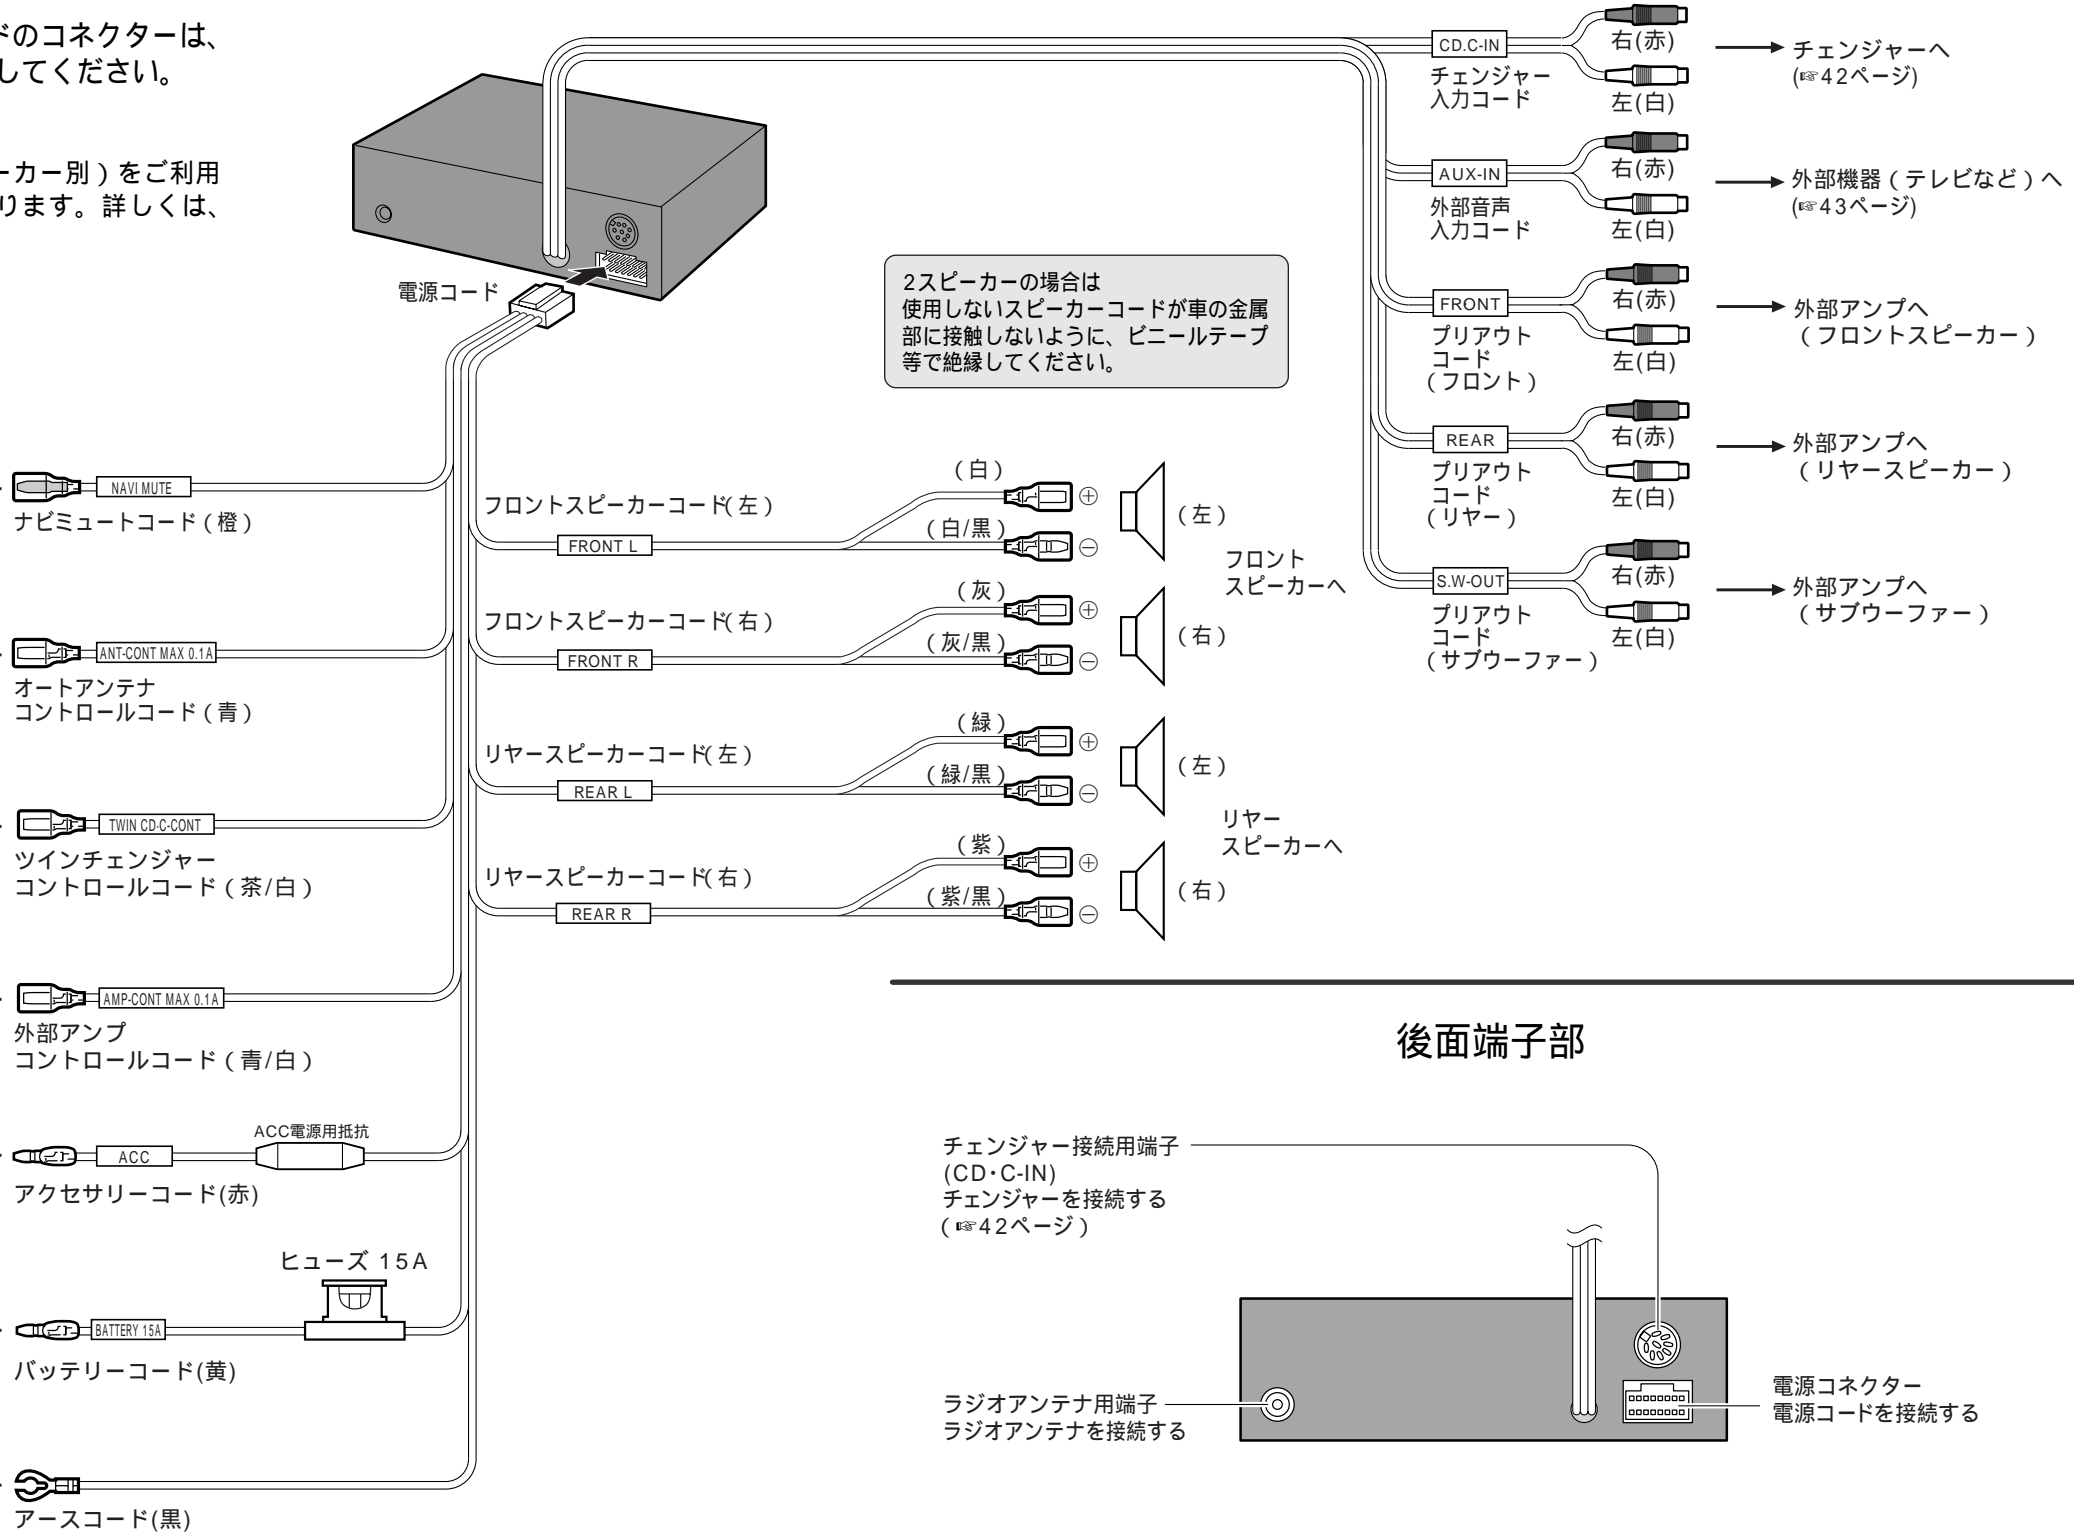 ドのコネクターは、
してください。
ーカー別）をご利用
ります。詳しくは、
電源コード
2スピーカーの場合は
使用しないスピーカーコードが車の金属
部に接触しないように、ビニールテープ
等で絶縁してください。
CD.C-IN
チェンジャー
入力コード
右(赤)
左(白)
チェンジャーへ
(☞42ページ)
AUX-IN
外部音声
入力コード
右(赤)
左(白)
外部機器（テレビなど）へ
(☞43ページ)
FRONT
プリアウト
コード
（フロント）
右(赤)
左(白)
外部アンプへ
（フロントスピーカー）
REAR
プリアウト
コード
（リヤー）
右(赤)
左(白)
外部アンプへ
（リヤースピーカー）
S.W-OUT
プリアウト
コード
（サブウーファー）
右(赤)
左(白)
外部アンプへ
（サブウーファー）
NAVI MUTE
ナビミュートコード（橙）
ANT-CONT MAX 0.1A
オートアンテナ
コントロールコード（青）
TWIN CD-C-CONT
ツインチェンジャー
コントロールコード（茶/白）
AMP-CONT MAX 0.1A
外部アンプ
コントロールコード（青/白）
ACC電源用抵抗
ACC
アクセサリーコード(赤)
ヒューズ 15A
BATTERY 15A
バッテリーコード(黄)
アースコード(黒)
フロントスピーカーコード(左）
FRONT L
（白）
⊕
（白/黒）
⊖
（左）
フロントスピーカーコード(右）
FRONT R
（灰）
⊕
（灰/黒）
⊖
（右）
フロント
スピーカーへ
リヤースピーカーコード(左）
REAR L
（緑）
⊕
（緑/黒）
⊖
（左）
リヤースピーカーコード(右）
REAR R
（紫）
⊕
（紫/黒）
⊖
（右）
リヤー
スピーカーへ
後面端子部
チェンジャー接続用端子
(CD･C-IN)
チェンジャーを接続する
（☞42ページ）
ラジオアンテナ用端子
ラジオアンテナを接続する
電源コネクター
電源コードを接続する